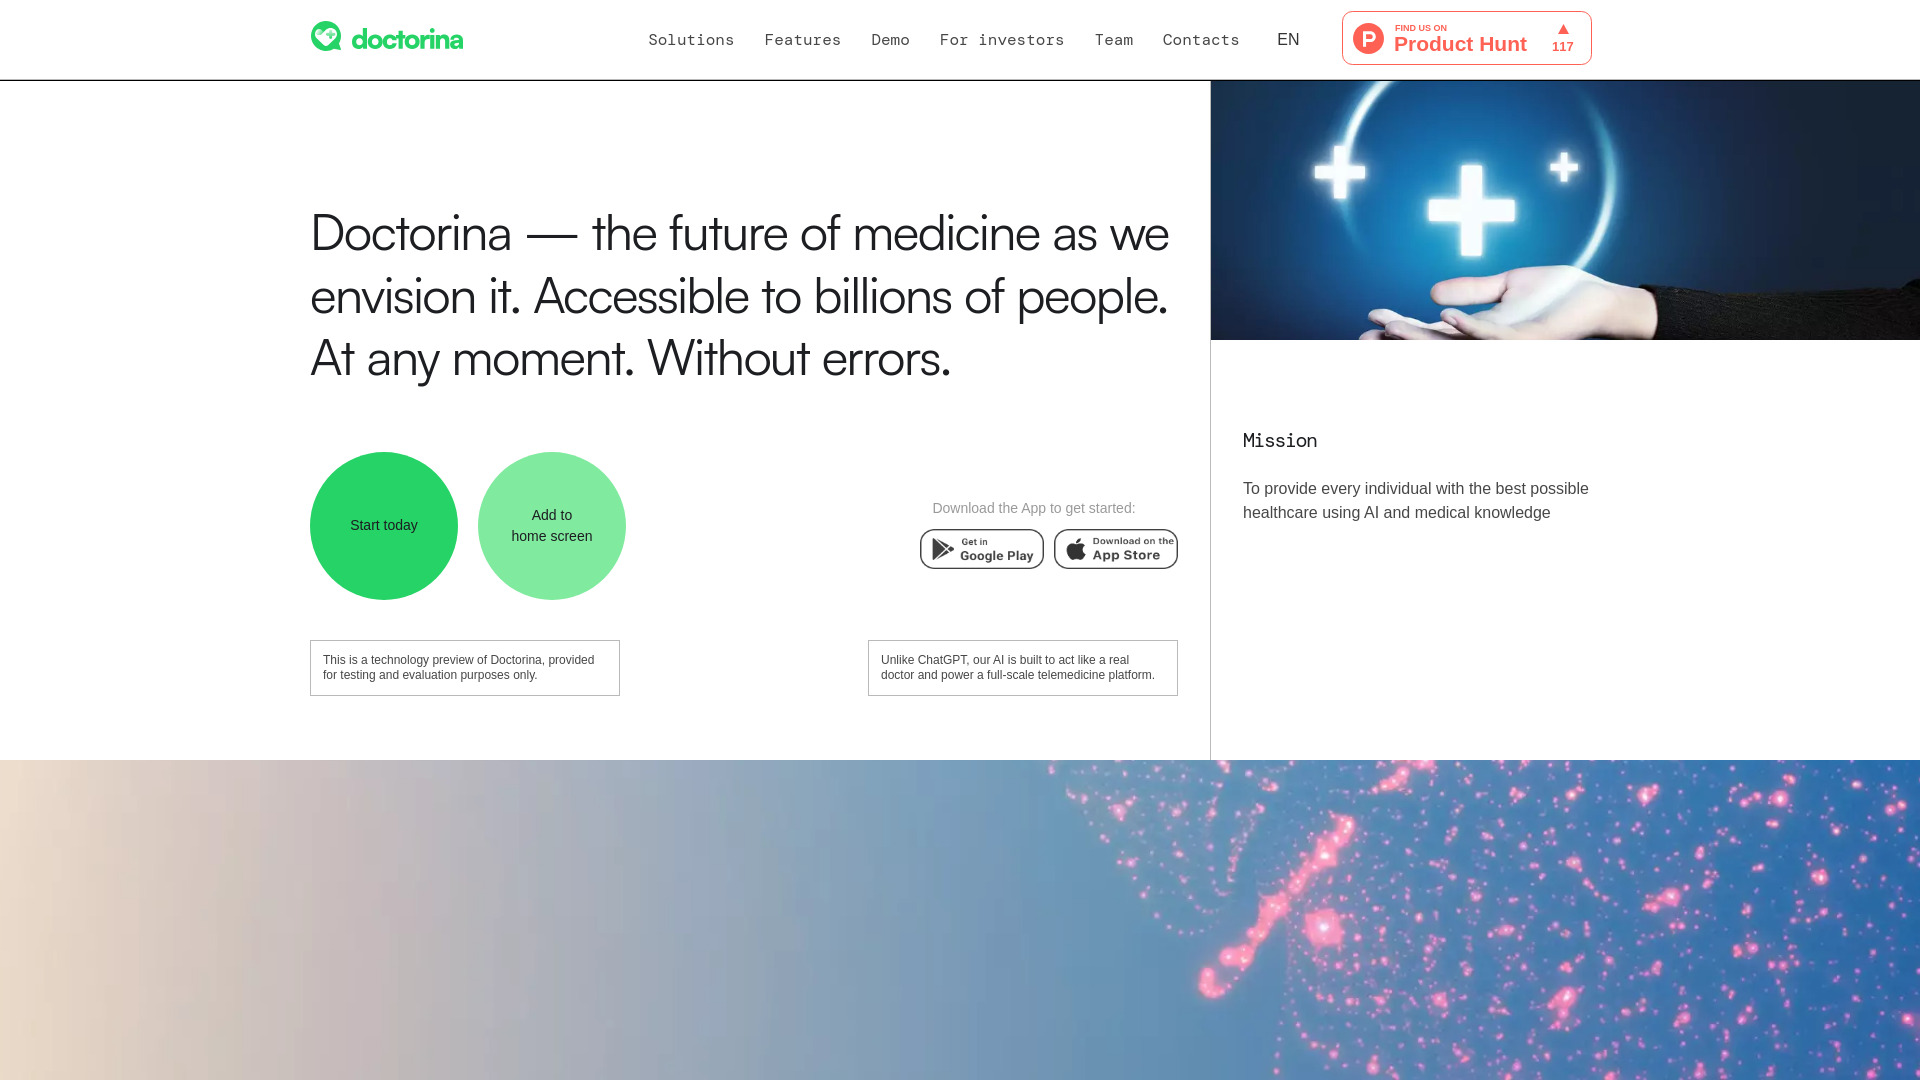 doctorina
Solutions
Features
Demo
For investors
Team
Contacts
EN
FIND US ON
Product Hunt
117
Doctorina — the future of medicine as we
envision it. Accessible to billions of people.
At any moment. Without errors.
Start today
Add to
home screen
Download the App to get started:
Get in
Google Play
Download on the
App Store
This is a technology preview of Doctorina, provided
for testing and evaluation purposes only.
Unlike ChatGPT, our AI is built to act like a real
doctor and power a full-scale telemedicine platform.
Mission
To provide every individual with the best possible
healthcare using AI and medical knowledge